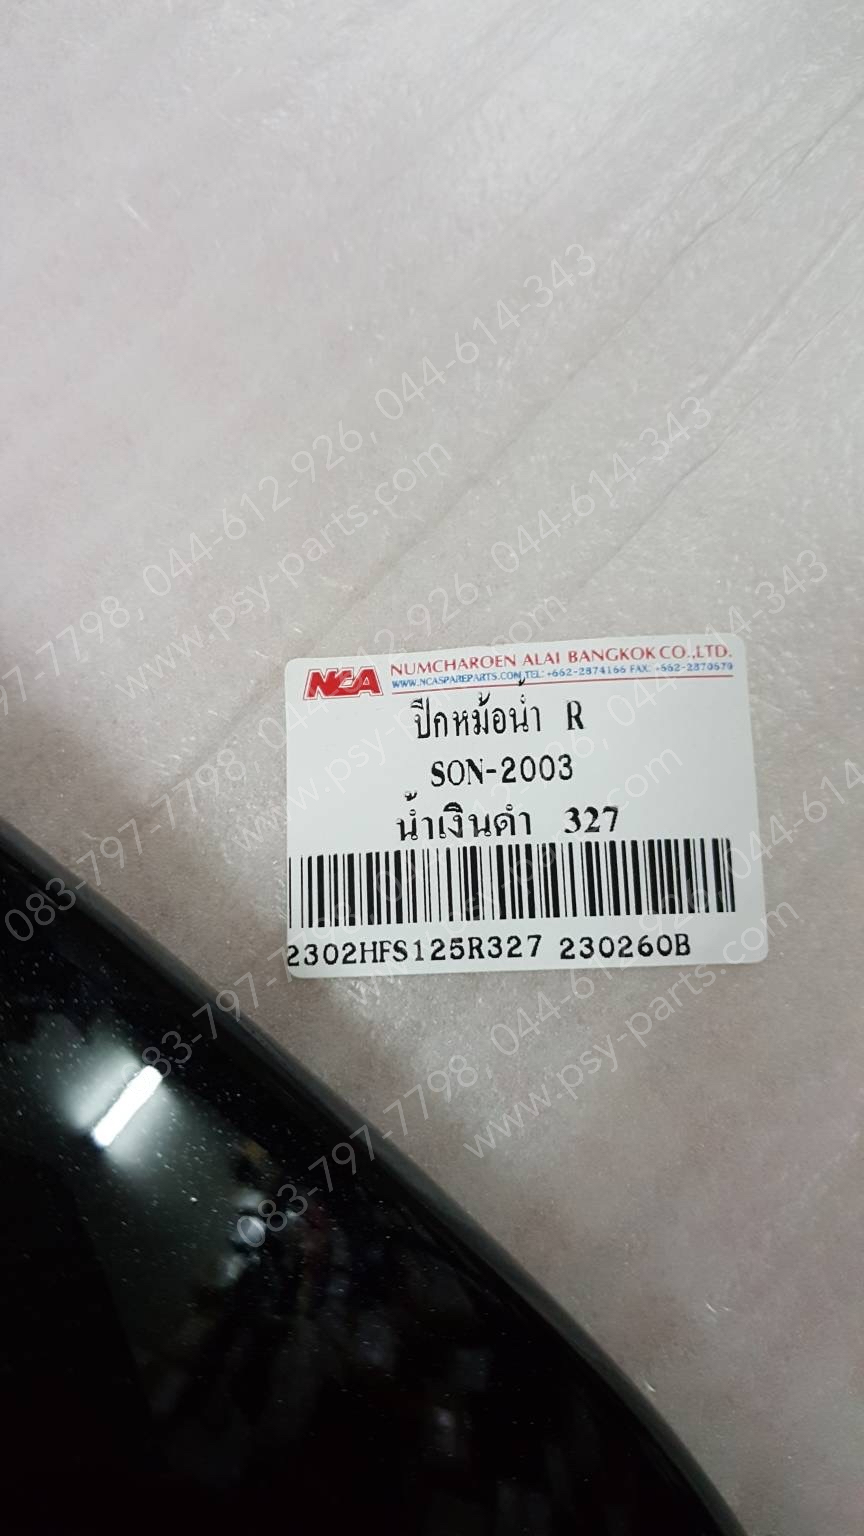 NCA NUMCHAROEN ALAI BANGKOK CO.,LTD.
WWW.NCASPAREPARTS.COM TEL: +662-2874166 FAX: +662-2870679
ปีกหม้อน้ำ R
SON-2003
น้ำเงินดำ 327
2302HFS125R327 230260B
083-797-7798, 044-612-926, 044-614-343
www.psy-parts.com